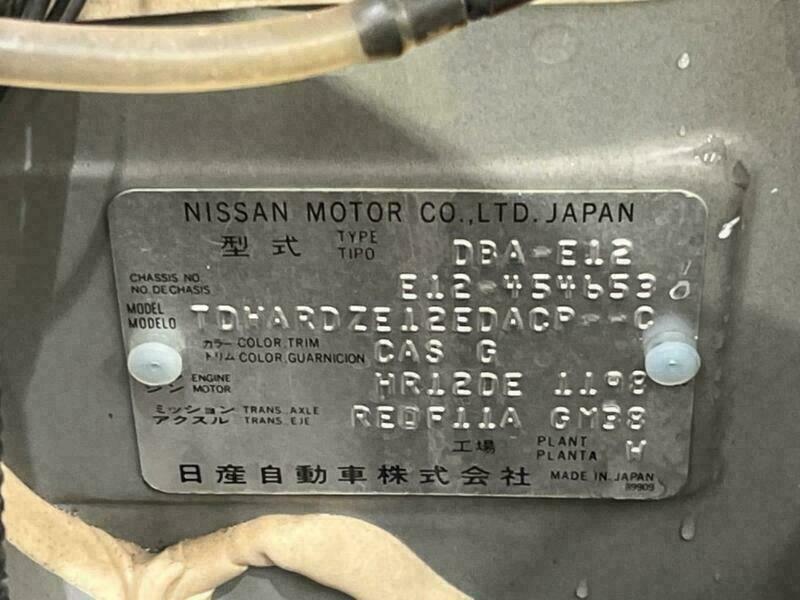 NISSAN MOTOR CO.,LTD. JAPAN
型式 TYPE TIPO DBA-E12
CHASSIS NO. NO.DE CHASIS E12-454653
MODEL MODELO TDHARDZE12EDACP--C
カラー COLOR,TRIM
トリム COLOR,GUARNICION CAS G
ENGINE MOTOR HR12DE 1198
ミッション TRANS. AXLE
アクスル TRANS. EJE RE0F11A GM38
工場 PLANT PLANTA W
日産自動車株式会社 MADE IN JAPAN